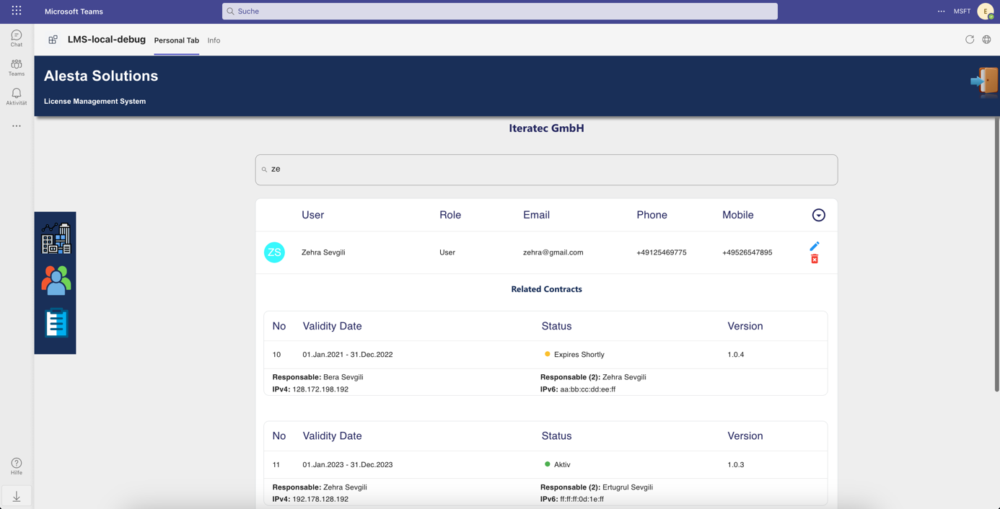 Microsoft Teams
Suche
MSFT
E
Chat
Teams
Aktivität
Hilfe
LMS-local-debug Personal Tab Info
Alesta Solutions
License Management System
Iteratec GmbH
ze
User Role Email Phone Mobile
ZS Zehra Sevgili User zehra@gmail.com +49125469775 +49526547895
Related Contracts
No Validity Date Status Version
10 01.Jan.2021 - 31.Dec.2022 Expires Shortly 1.0.4
Responsable: Bera Sevgili Responsable (2): Zehra Sevgili
IPv4: 128.172.198.192 IPv6: aa:bb:cc:dd:ee:ff
No Validity Date Status Version
11 01.Jan.2023 - 31.Dec.2023 Aktiv 1.0.3
Responsable: Zehra Sevgili Responsable (2): Ertugrul Sevgili
IPv4: 192.178.128.192 IPv6: ff:ff:ff:0d:1e:ff